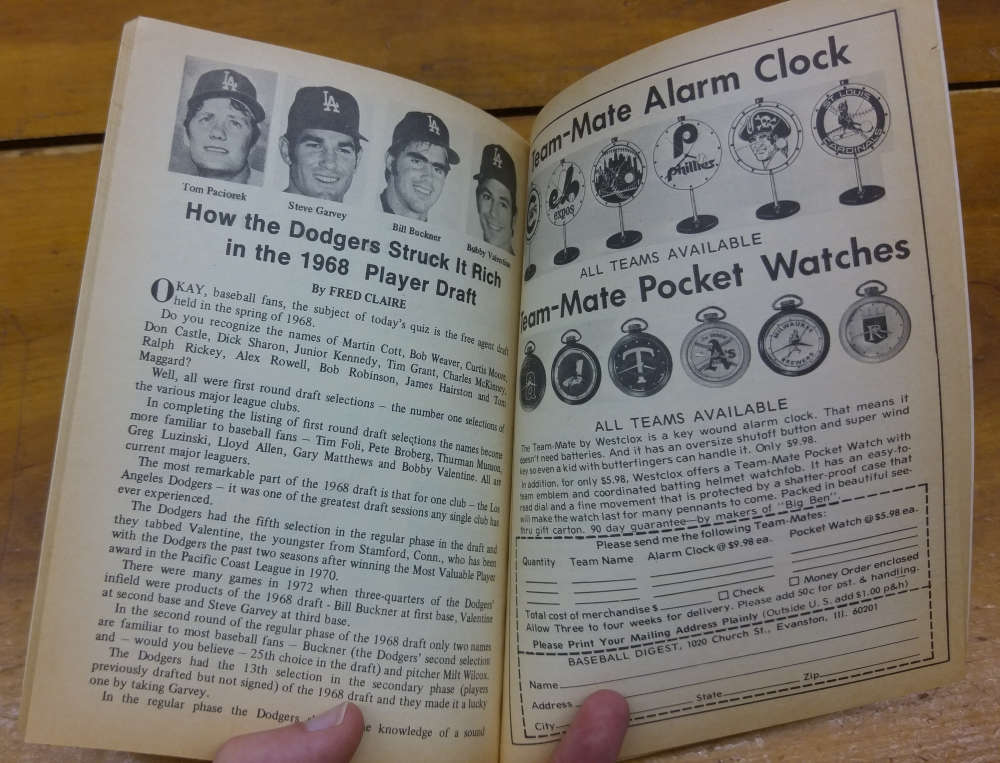 LA
LA
LA
LA
Tom Paciorek
Steve Garvey
Bill Buckner
Bobby Valentine
How the Dodgers Struck It Rich
in the 1968 Player Draft
By FRED CLAIRE
OKAY, baseball fans, the subject of today's quiz is the free agent draft
held in the spring of 1968.
Do you recognize the names of Martin Cott, Bob Weaver, Curtis Moore,
Don Castle, Dick Sharon, Junior Kennedy, Tim Grant, Charles McKinney,
Ralph Rickey, Alex Rowell, Bob Robinson, James Hairston and Tom
Maggard?
Well, all were first round draft selections – the number one selections of
the various major league clubs.
In completing the listing of first round draft selections the names become
more familiar to baseball fans – Tim Foli, Pete Broberg, Thurman Munson,
Greg Luzinski, Lloyd Allen, Gary Matthews and Bobby Valentine. All are
current major leaguers.
The most remarkable part of the 1968 draft is that for one club – the Los
Angeles Dodgers – it was one of the greatest draft sessions any single club has
ever experienced.
The Dodgers had the fifth selection in the regular phase in the draft and
they tabbed Valentine, the youngster from Stamford, Conn., who has been
with the Dodgers the past two seasons after winning the Most Valuable Player
award in the Pacific Coast League in 1970.
There were many games in 1972 when three-quarters of the Dodgers'
infield were products of the 1968 draft - Bill Buckner at first base, Valentine
at second base and Steve Garvey at third base.
In the second round of the regular phase of the 1968 draft only two names
are familiar to most baseball fans – Buckner (the Dodgers' second selection
and – would you believe – 25th choice in the draft) and pitcher Milt Wilcox.
The Dodgers had the 13th selection in the secondary phase (players
previously drafted but not signed) of the 1968 draft and they made it a lucky
one by taking Garvey.
In the regular phase the Dodgers knowledge of a sound
Team-Mate Alarm Clock
expos
Phillies
ST. LOUIS
CARDINALS
ALL TEAMS AVAILABLE
Team-Mate Pocket Watches
T
A's
MILWAUKEE
BREWERS
R
ALL TEAMS AVAILABLE
The Team-Mate by Westclox is a key wound alarm clock. That means it
doesn't need batteries. And it has an oversize shutoff button and super wind
key so even a kid with butterfingers can handle it. Only $9.98.
In addition, for only $5.98, Westclox offers a Team-Mate Pocket Watch with
team emblem and coordinated batting helmet watchfob. It has an easy-to-
read dial and a fine movement that is protected by a shatter-proof case that
will make the watch last for many pennants to come. Packed in beautiful see-
thru gift carton. 90 day guarantee—by makers of "Big Ben".
Please send me the following Team-Mates:
Quantity Team Name Alarm Clock @ $9.98 ea. Pocket Watch @ $5.98 ea.
Total cost of merchandise $ Check Money Order enclosed
Allow Three to four weeks for delivery. Please add 50c for pst. & handling.
Please Print Your Mailing Address Plainly (Outside U. S. add $1.00 p&h)
BASEBALL DIGEST, 1020 Church St., Evanston, Ill. 60201
Name
Address
City State Zip